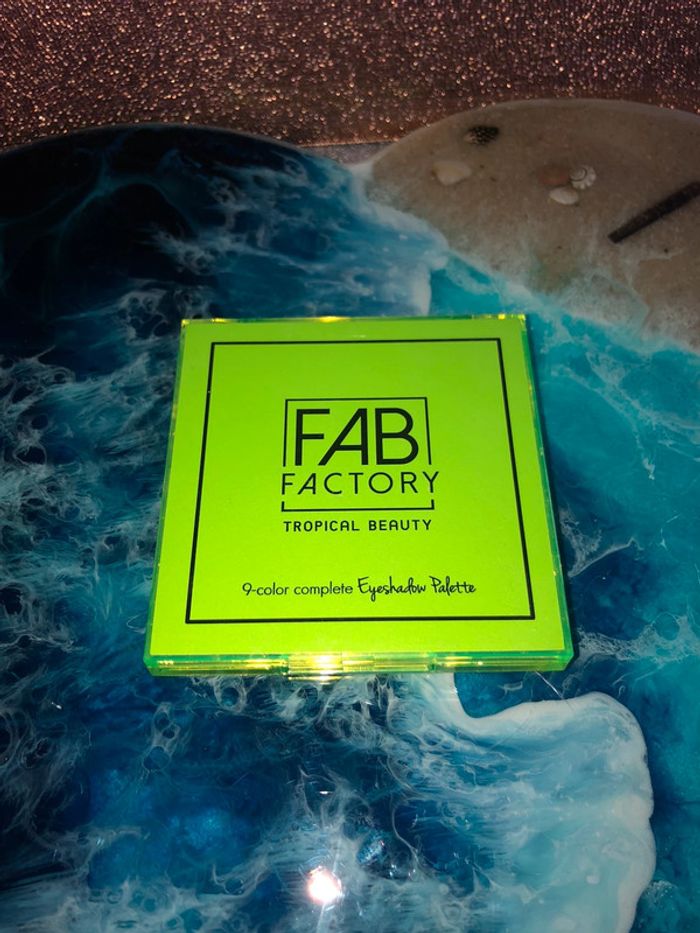 FAB
FACTORY
TROPICAL BEAUTY
9-color complete Eyeshadow Palette